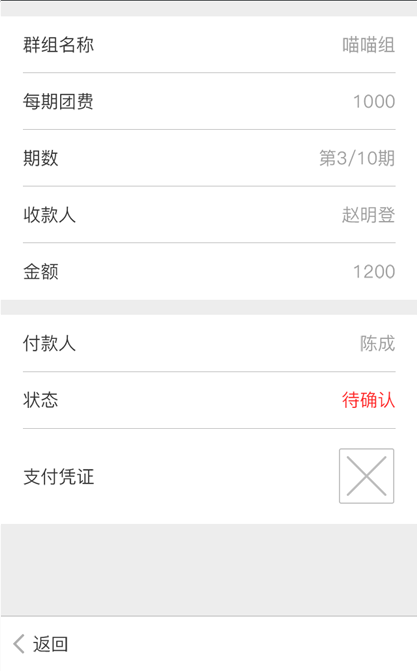 群组名称 喵喵组
每期团费 1000
期数 第3/10期
收款人 赵明登
金额 1200
付款人 陈成
状态 待确认
支付凭证
返回